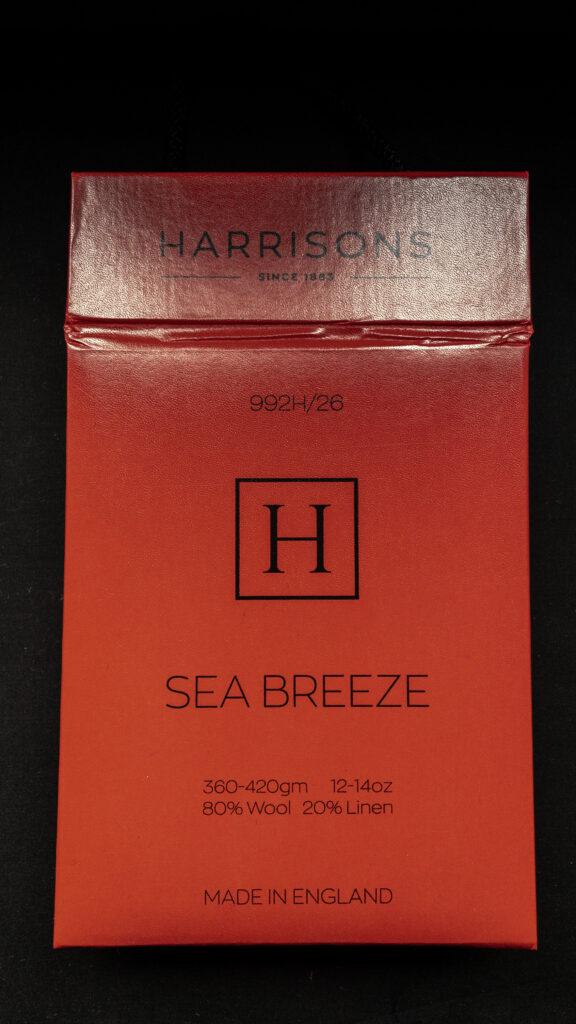 HARRISONS
SINCE 1863
992H/26
H
SEA BREEZE
360-420gm 12-14oz
80% Wool 20% Linen
MADE IN ENGLAND